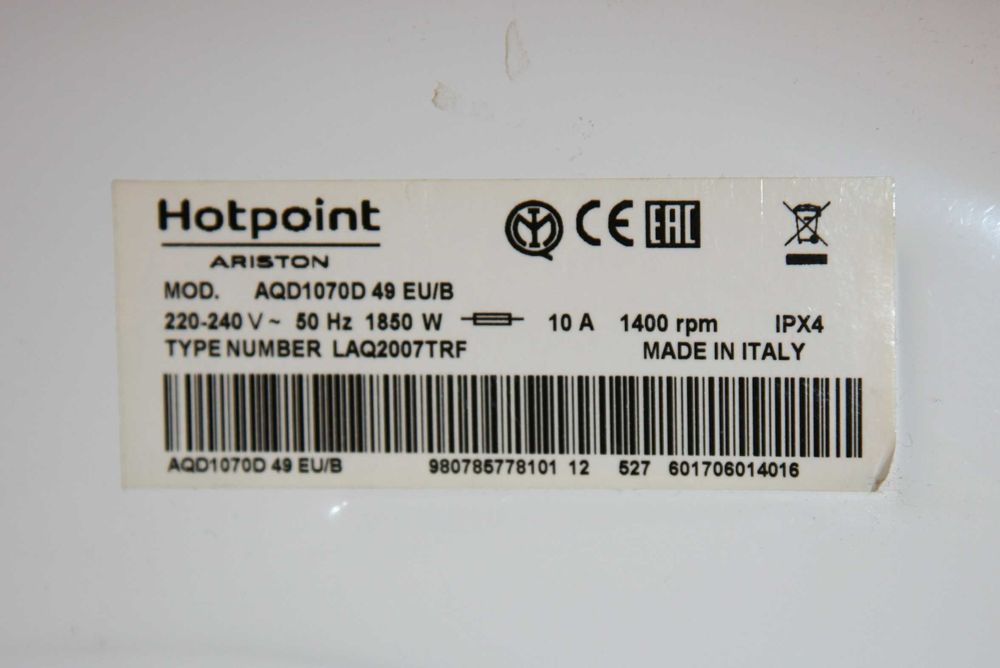 Hotpoint
ARISTON
CE EAC
MOD. AQD1070D 49 EU/B
220-240 V ~ 50 Hz 1850 W 10 A 1400 rpm IPX4
TYPE NUMBER LAQ2007TRF MADE IN ITALY
AQD1070D 49 EU/B 980785778101 12 527 601706014016